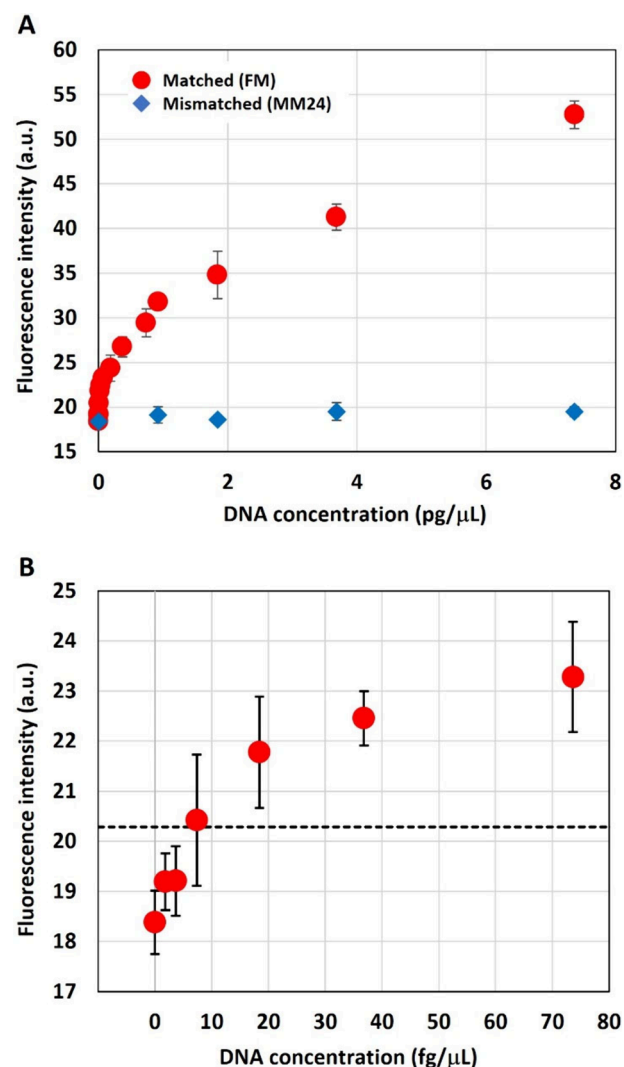 A
Fluorescence intensity (a.u.)
60
55
50
45
40
35
30
25
20
15
Matched (FM)
Mismatched (MM24)
0 2 4 6 8
DNA concentration (pg/μL)
B
Fluorescence intensity (a.u.)
25
24
23
22
21
20
19
18
17
0 10 20 30 40 50 60 70 80
DNA concentration (fg/μL)